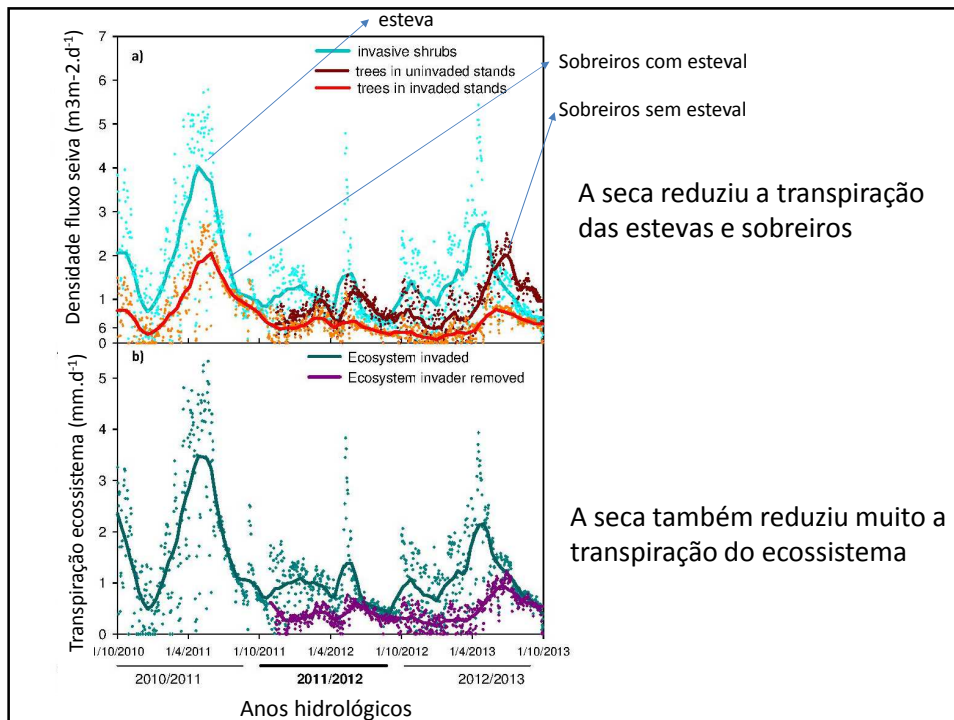 esteva
7
a)
invasive shrubs
trees in uninvaded stands
trees in invaded stands
6
5
4
3
2
1
0
Densidade fluxo seiva (m3m-2.d-1)
Sobreiros com esteval
Sobreiros sem esteval
A seca reduziu a transpiração
das estevas e sobreiros
6
b)
Ecosystem invaded
Ecosystem invader removed
5
4
3
2
1
0
Transpiração ecossistema (mm.d-1)
A seca também reduziu muito a
transpiração do ecossistema
1/10/2010 1/4/2011 1/10/2011 1/4/2012 1/10/2012 1/4/2013 1/10/2013
2010/2011 2011/2012 2012/2013
Anos hidrológicos